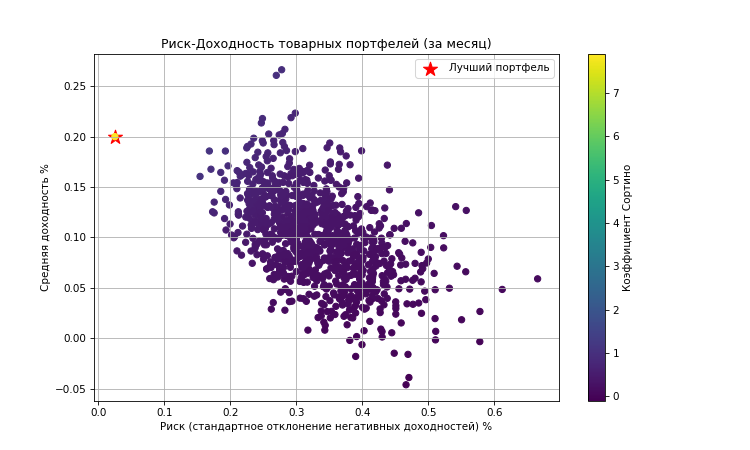 Риск-Доходность товарных портфелей (за месяц)
Лучший портфель
Средняя доходность %
0.25
0.20
0.15
0.10
0.05
0.00
−0.05
0.0 0.1 0.2 0.3 0.4 0.5 0.6
Риск (стандартное отклонение негативных доходностей) %
7
6
5
4
3
2
1
0
Коэффициент Сортино